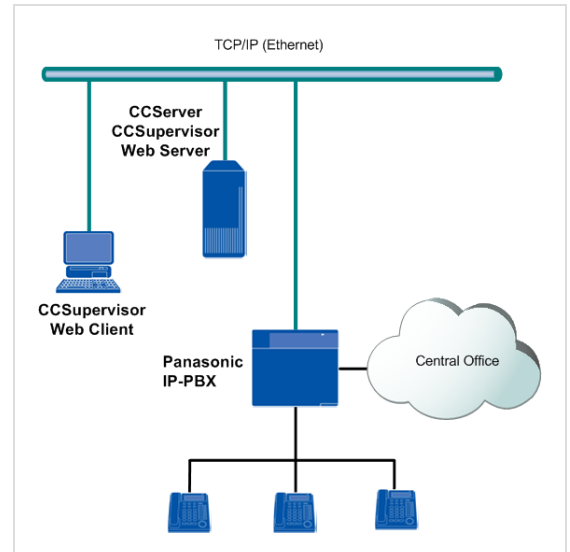 TCP/IP (Ethernet)
CCServer
CCSupervisor
Web Server
CCSupervisor
Web Client
Panasonic
IP-PBX
Central Office